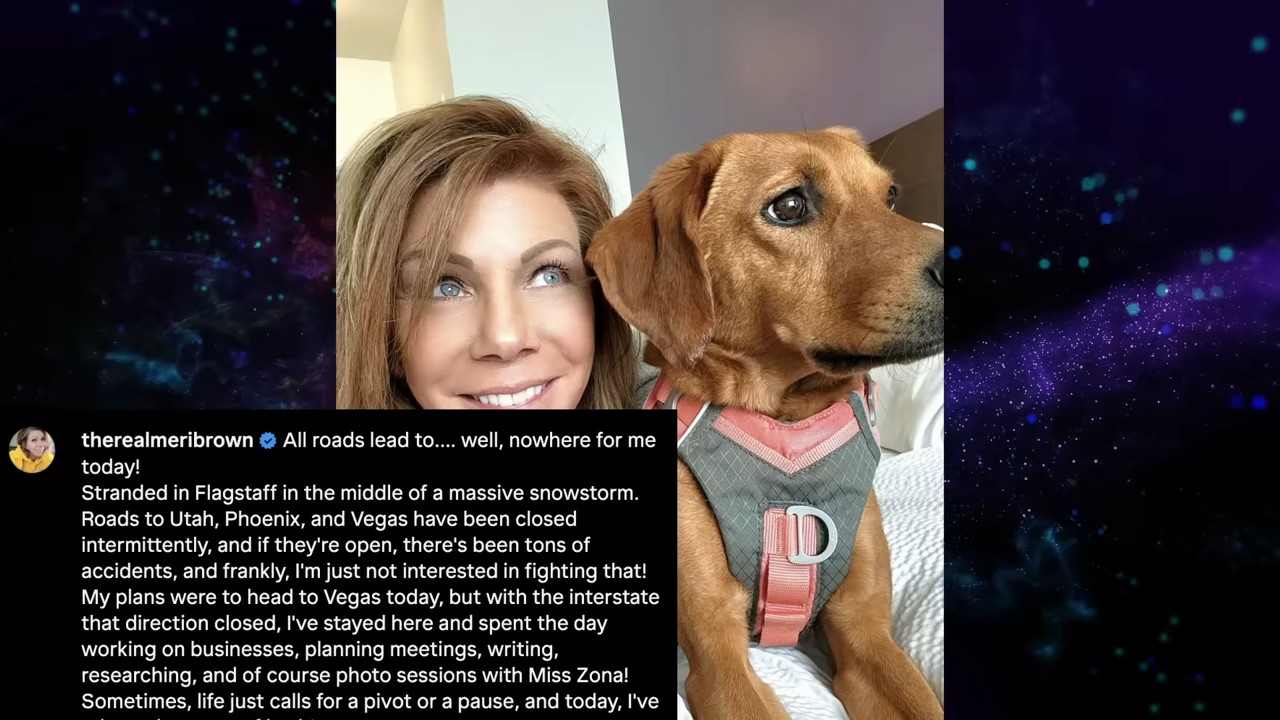 therealmeribrown All roads lead to.... well, nowhere for me
today!
Stranded in Flagstaff in the middle of a massive snowstorm.
Roads to Utah, Phoenix, and Vegas have been closed
intermittently, and if they're open, there's been tons of
accidents, and frankly, I'm just not interested in fighting that!
My plans were to head to Vegas today, but with the interstate
that direction closed, I've stayed here and spent the day
working on businesses, planning meetings, writing,
researching, and of course photo sessions with Miss Zona!
Sometimes, life just calls for a pivot or a pause, and today, I've